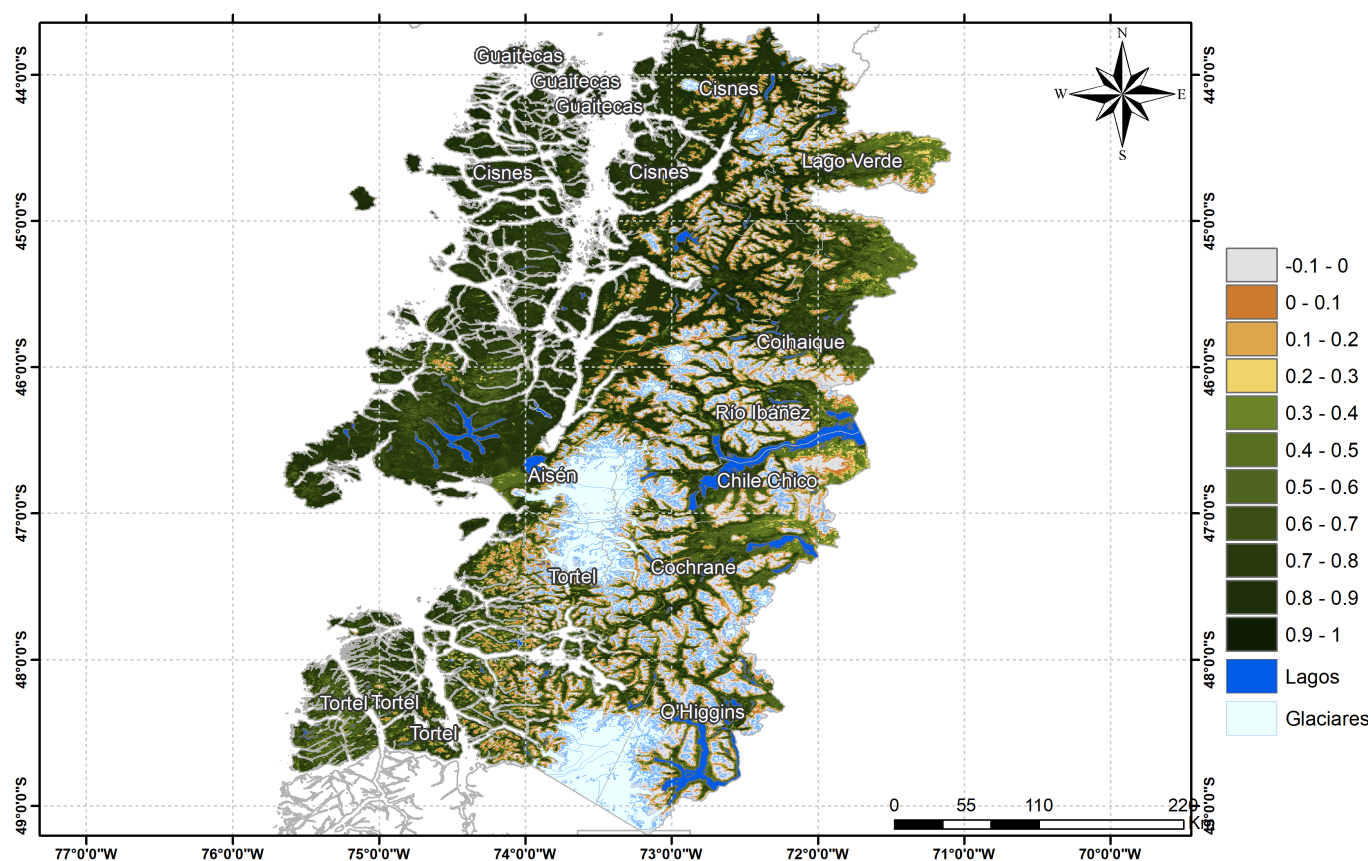 N
W E
S
Guaitecas
Guaitecas
Guaitecas
Cisnes
Cisnes
Cisnes
Lago Verde
Coihaique
Río Ibáñez
Aisén
Chile Chico
Cochrane
Tortel
Tortel Tortel
Tortel
O'Higgins
-0.1 - 0
0 - 0.1
0.1 - 0.2
0.2 - 0.3
0.3 - 0.4
0.4 - 0.5
0.5 - 0.6
0.6 - 0.7
0.7 - 0.8
0.8 - 0.9
0.9 - 1
Lagos
Glaciares
0 55 110 220
Km
44°0'0"S
45°0'0"S
46°0'0"S
47°0'0"S
48°0'0"S
49°0'0"S
44°0'0"S
45°0'0"S
46°0'0"S
47°0'0"S
48°0'0"S
49°0'0"S
77°0'0"W 76°0'0"W 75°0'0"W 74°0'0"W 73°0'0"W 72°0'0"W 71°0'0"W 70°0'0"W